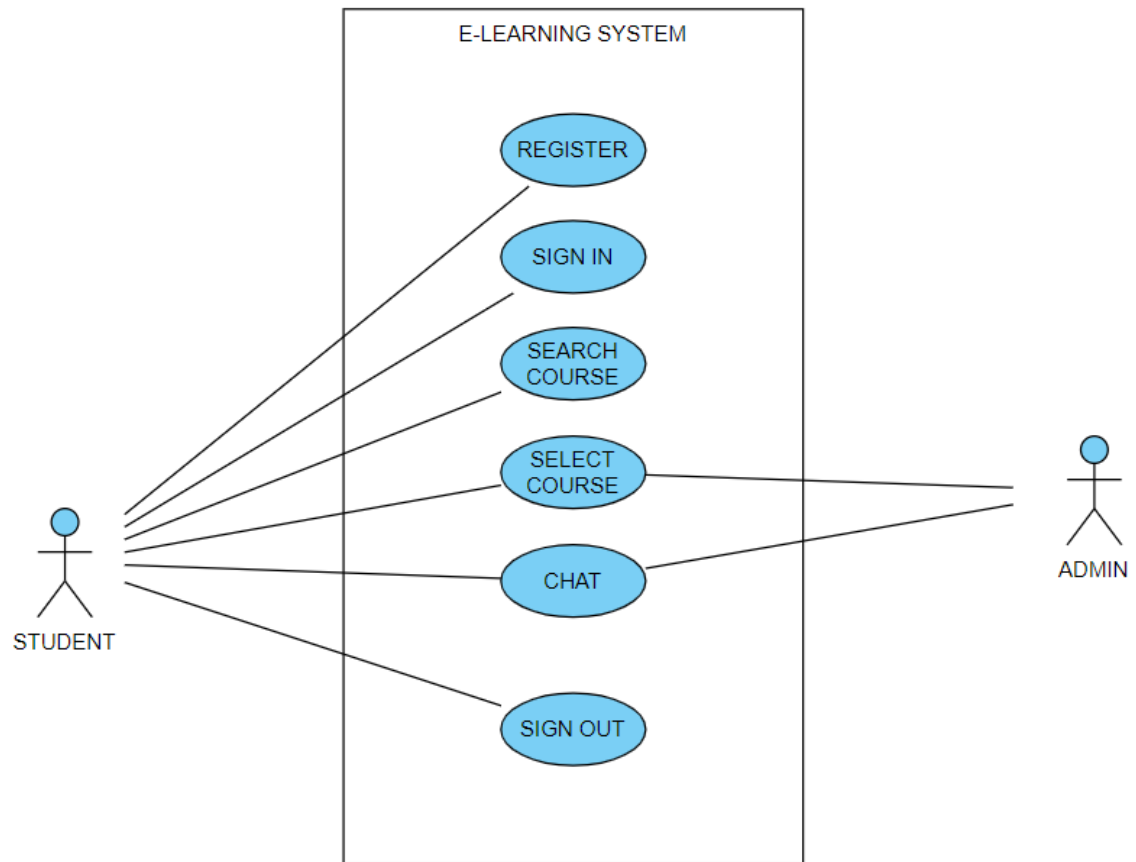 E-LEARNING SYSTEM
REGISTER
SIGN IN
SEARCH
COURSE
SELECT
COURSE
CHAT
ADMIN
STUDENT
SIGN OUT